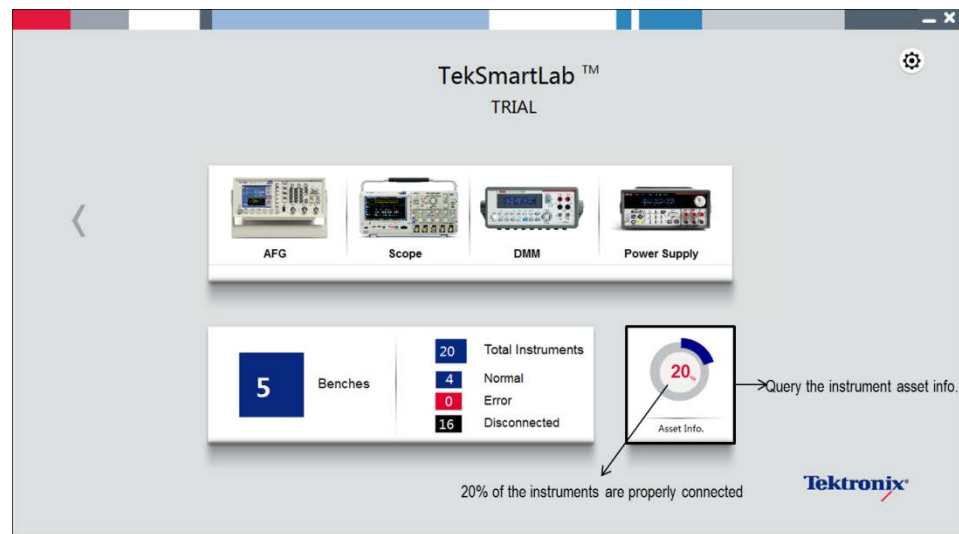 TekSmartLab ™
TRIAL
AFG
Scope
DMM
Power Supply
5
Benches
20 Total Instruments
4 Normal
0 Error
16 Disconnected
20%
Asset Info.
Query the instrument asset info.
20% of the instruments are properly connected
Tektronix